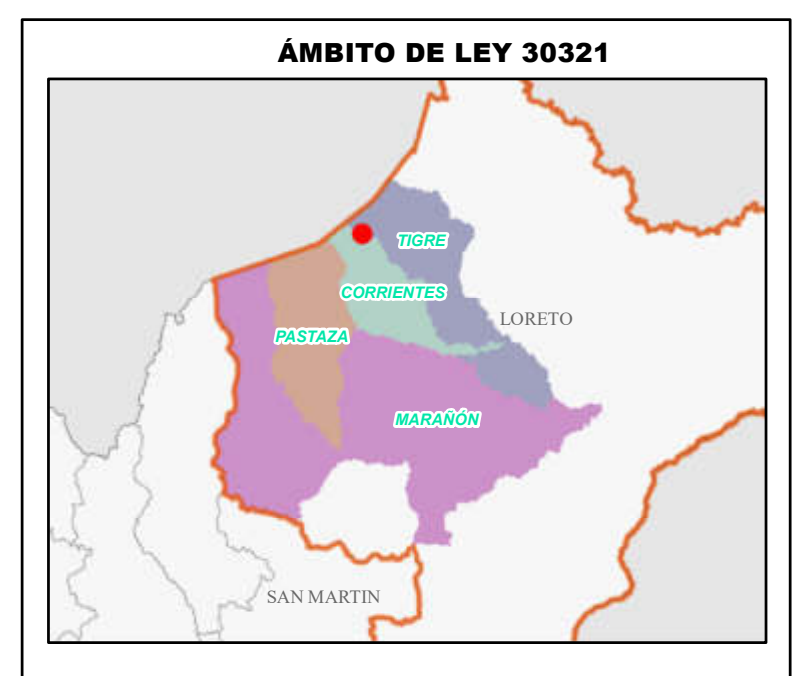 ÁMBITO DE LEY 30321
TIGRE
CORRIENTES
LORETO
PASTAZA
MARAÑÓN
SAN MARTIN